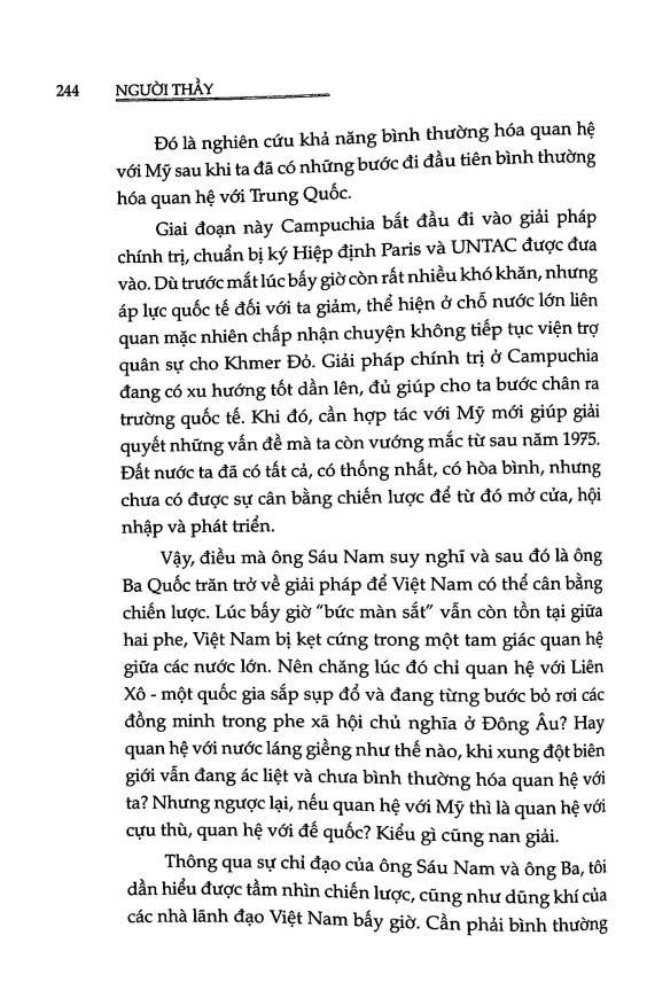 244 NGƯỜI THẦY
Đó là nghiên cứu khả năng bình thường hóa quan hệ
với Mỹ sau khi ta đã có những bước đi đầu tiên bình thường
hóa quan hệ với Trung Quốc.
Giai đoạn này Campuchia bắt đầu đi vào giải pháp
chính trị, chuẩn bị ký Hiệp định Paris và UNTAC được đưa
vào. Dù trước mắt lúc bấy giờ còn rất nhiều khó khăn, nhưng
áp lực quốc tế đối với ta giảm, thể hiện ở chỗ nước lớn liên
quan mặc nhiên chấp nhận chuyện không tiếp tục viện trợ
quân sự cho Khmer Đỏ. Giải pháp chính trị ở Campuchia
đang có xu hướng tốt dần lên, đủ giúp cho ta bước chân ra
trường quốc tế. Khi đó, cần hợp tác với Mỹ mới giúp giải
quyết những vấn đề mà ta còn vướng mắc từ sau năm 1975.
Đất nước ta đã có tất cả, có thống nhất, có hòa bình, nhưng
chưa có được sự cân bằng chiến lược để từ đó mở cửa, hội
nhập và phát triển.
Vậy, điều mà ông Sáu Nam suy nghĩ và sau đó là ông
Ba Quốc trăn trở về giải pháp để Việt Nam có thể cân bằng
chiến lược. Lúc bấy giờ "bức màn sắt" vẫn còn tồn tại giữa
hai phe, Việt Nam bị kẹt cứng trong một tam giác quan hệ
giữa các nước lớn. Nên chăng lúc đó chỉ quan hệ với Liên
Xô - một quốc gia sắp sụp đổ và đang từng bước bỏ rơi các
đồng minh trong phe xã hội chủ nghĩa ở Đông Âu? Hay
quan hệ với nước láng giềng như thế nào, khi xung đột biên
giới vẫn đang ác liệt và chưa bình thường hóa quan hệ với
ta? Nhưng ngược lại, nếu quan hệ với Mỹ thì là quan hệ với
cựu thù, quan hệ với đế quốc? Kiểu gì cũng nan giải.
Thông qua sự chỉ đạo của ông Sáu Nam và ông Ba, tôi
dần hiểu được tầm nhìn chiến lược, cũng như dũng khí của
các nhà lãnh đạo Việt Nam bấy giờ. Cần phải bình thường